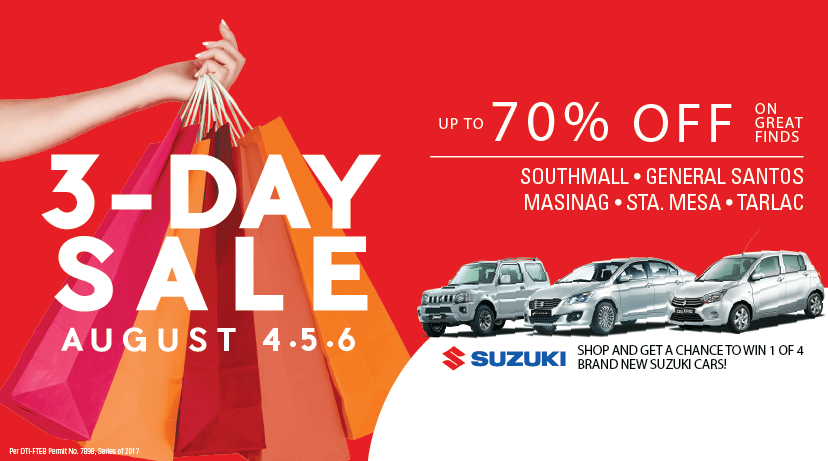 3-DAY
SALE
AUGUST 4.5.6
UP TO 70% OFF ON GREAT FINDS
SOUTHMALL • GENERAL SANTOS
MASINAG • STA. MESA • TARLAC
SUZUKI
SHOP AND GET A CHANCE TO WIN 1 OF 4
BRAND NEW SUZUKI CARS!
Per DTI-FTEB Permit No. 7898, Series of 2017